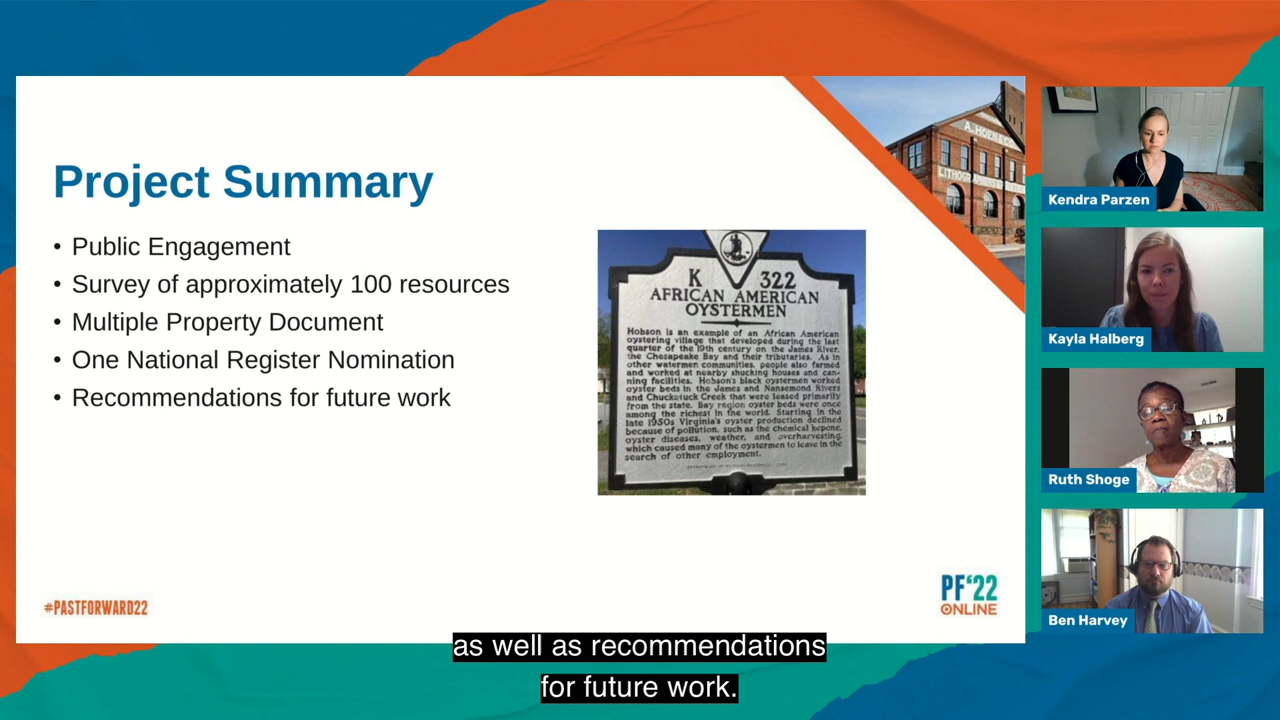 Project Summary
• Public Engagement
• Survey of approximately 100 resources
• Multiple Property Document
• One National Register Nomination
• Recommendations for future work
A. HOEN & C
LITHOGRAPHERS
K 322
AFRICAN AMERICAN
OYSTERMEN
Hobson is an example of an African American
oystering village that developed during the last
quarter of the 19th century on the James River,
the Chesapeake Bay and their tributaries. As in
other watermen communities, people also farmed
and worked at nearby shucking houses and can-
ning facilities. Hobson's black oystermen worked
oyster beds in the James and Nansemond Rivers
and Chuckatuck Creek that were leased primarily
from the state. Bay region oyster beds were once
among the richest in the world. Starting in the
late 1950s Virginia's oyster production declined
because of pollution, such as the chemical kepone,
oyster diseases, weather, and overharvesting,
which caused many of the oystermen to leave in the
search of other employment.
#PASTFORWARD22
PF‘22
ONLINE
Kendra Parzen
Kayla Halberg
Ruth Shoge
Ben Harvey
as well as recommendations
for future work.